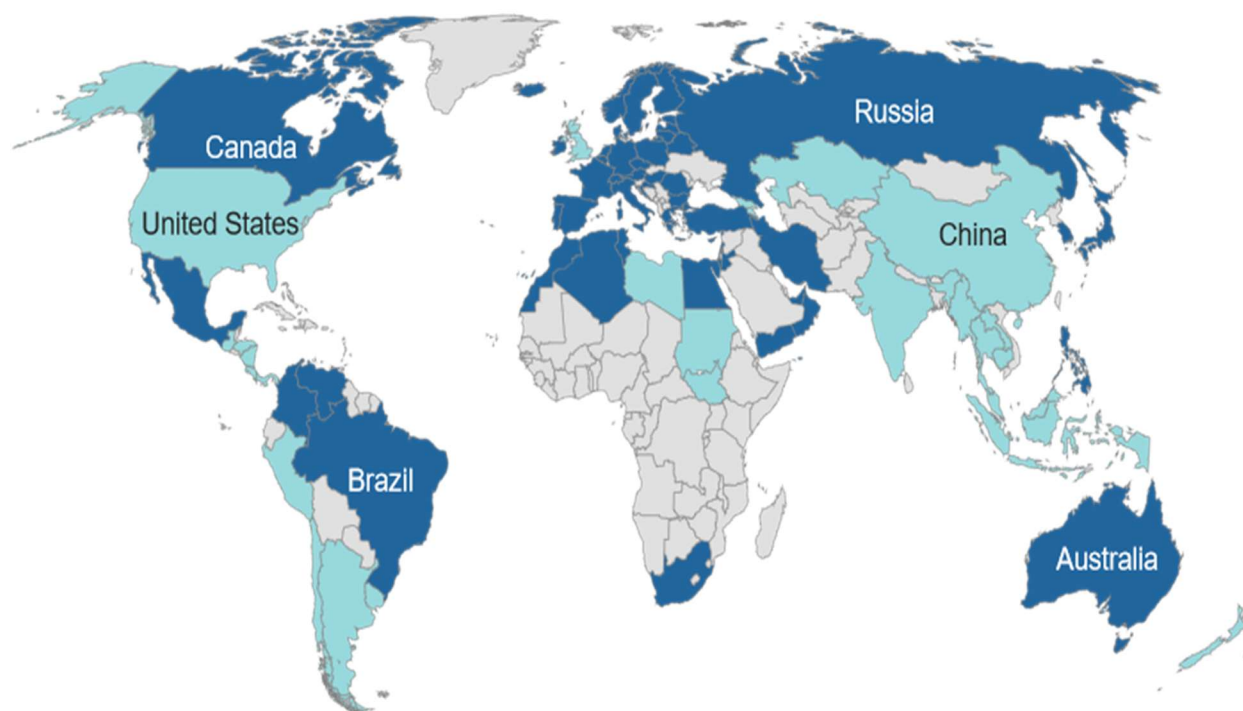 Canada
Russia
United States
China
Brazil
Australia